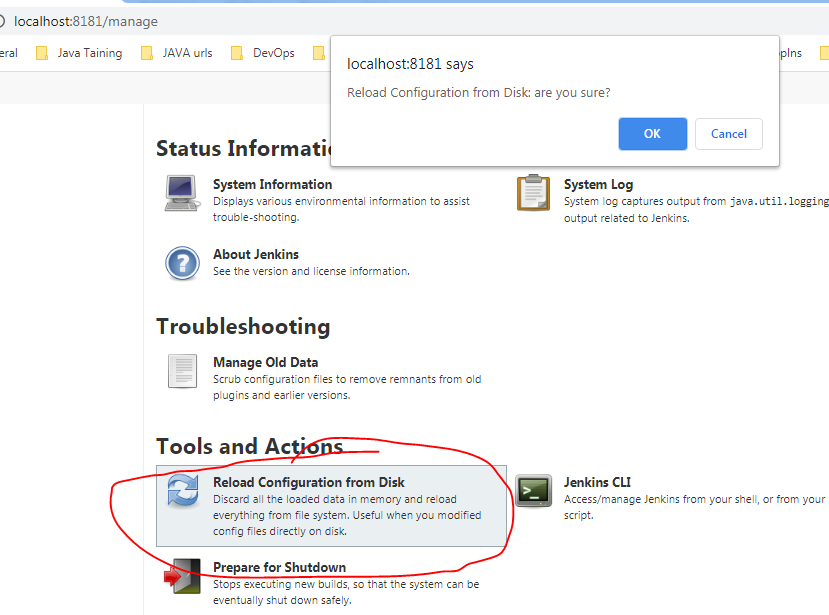 localhost:8181/manage
eral Java Taining JAVA urls DevOps
localhost:8181 says
Reload Configuration from Disk: are you sure?
OK Cancel
Status Informati
System Information
Displays various environmental information to assist
trouble-shooting.
System Log
System log captures output from java.util.logging
output related to Jenkins.
About Jenkins
See the version and license information.
Troubleshooting
Manage Old Data
Scrub configuration files to remove remnants from old
plugins and earlier versions.
Tools and Actions
Reload Configuration from Disk
Discard all the loaded data in memory and reload
everything from file system. Useful when you modified
config files directly on disk.
Jenkins CLI
Access/manage Jenkins from your shell, or from your
script.
Prepare for Shutdown
Stops executing new builds, so that the system can be
eventually shut down safely.